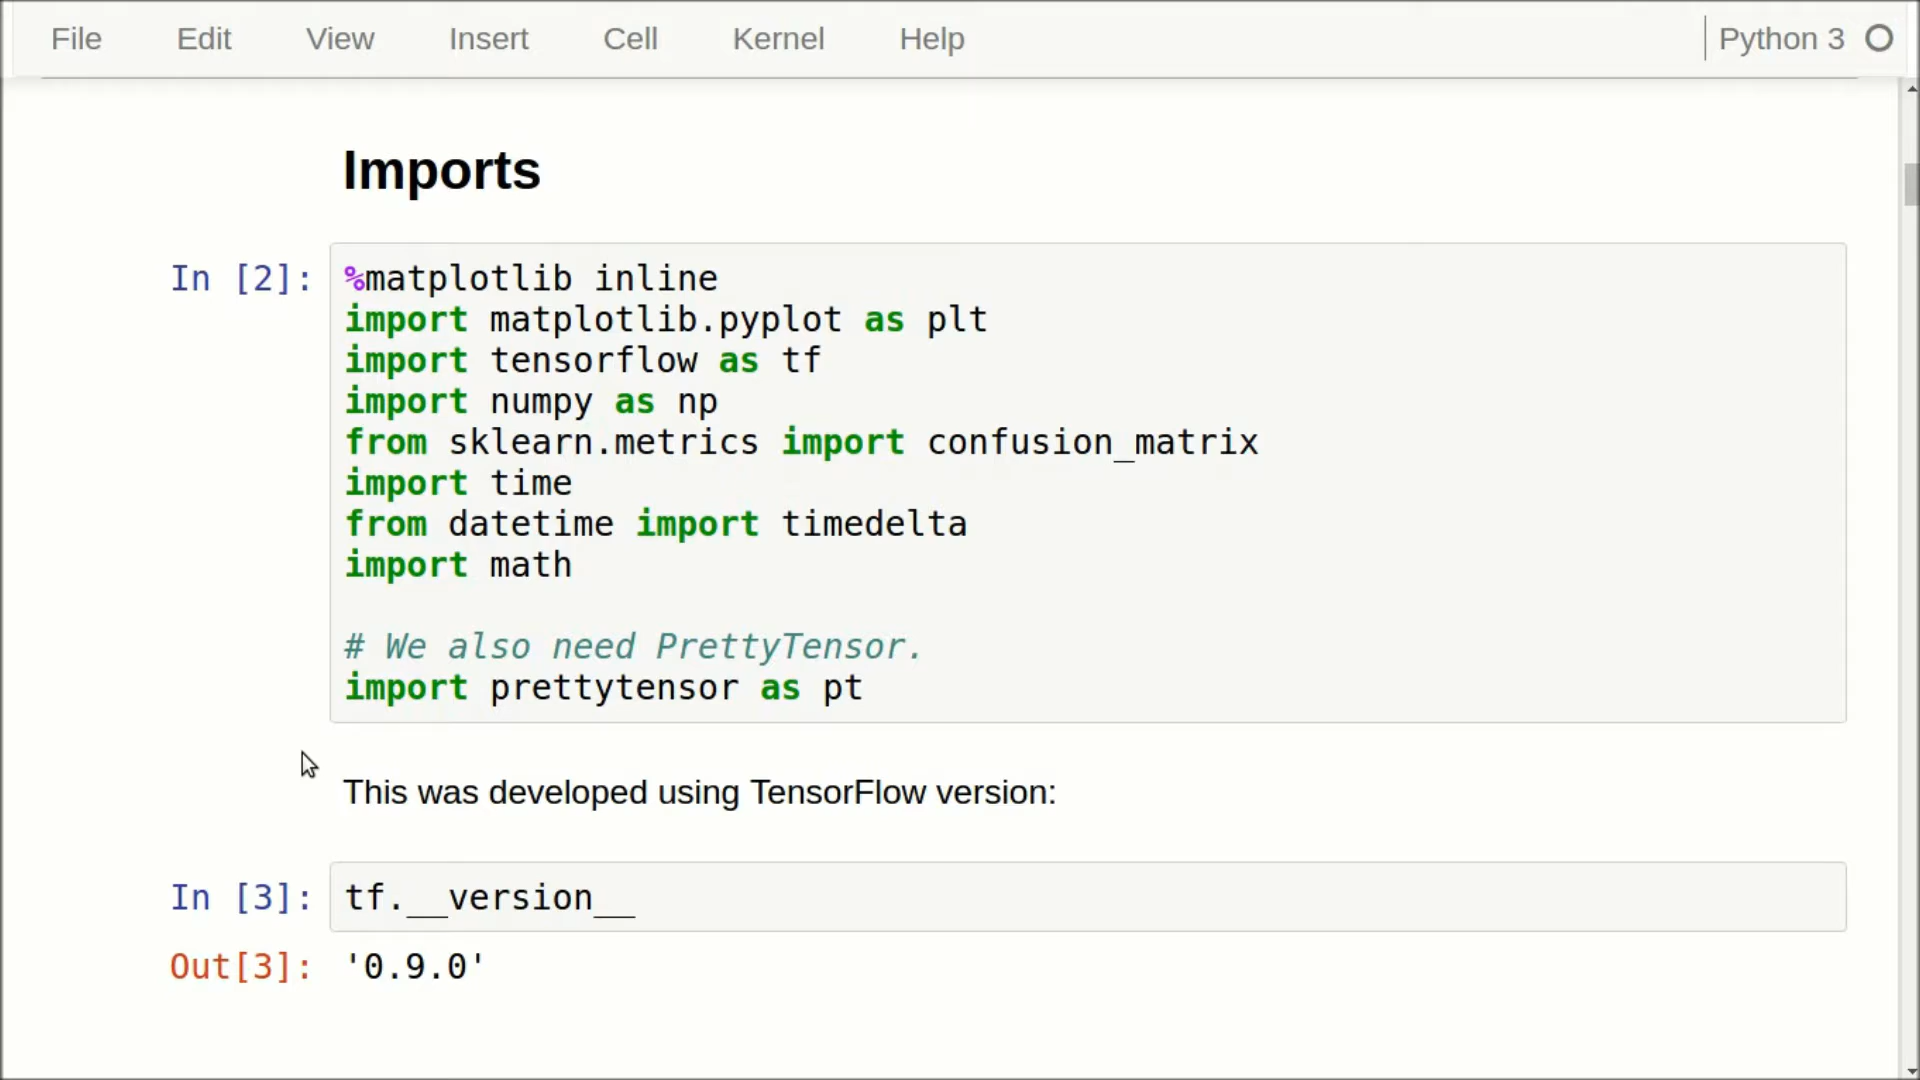 File Edit View Insert Cell Kernel Help Python 3
Imports
In [2]: %matplotlib inline
import matplotlib.pyplot as plt
import tensorflow as tf
import numpy as np
from sklearn.metrics import confusion_matrix
import time
from datetime import timedelta
import math
# We also need PrettyTensor.
import prettytensor as pt
This was developed using TensorFlow version:
In [3]: tf.__version__
Out[3]: '0.9.0'